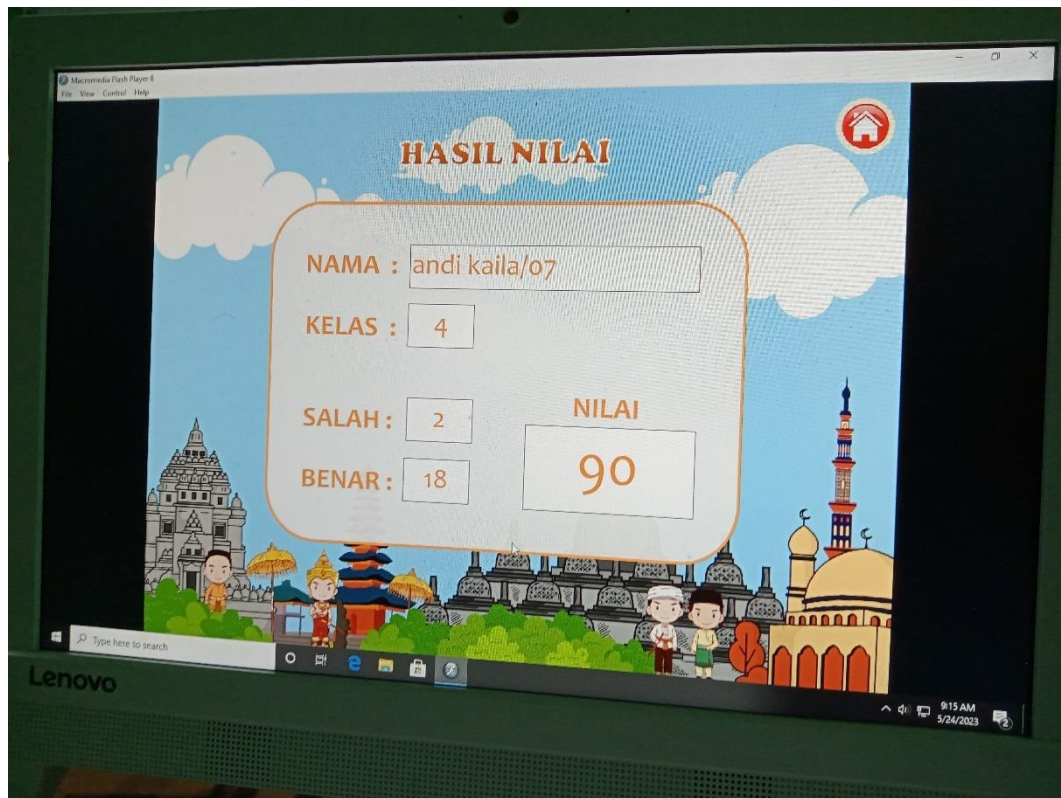 Macromedia Flash Player 8
File View Control Help
HASIL NILAI
NAMA : andi kaila/07
KELAS : 4
SALAH : 2
BENAR : 18
NILAI
90
Type here to search
9:15 AM
5/24/2023
2
Lenovo